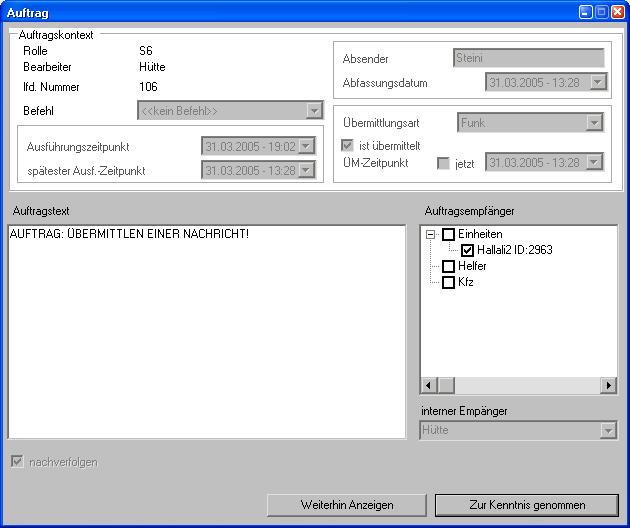 Auftrag
Auftragskontext
Rolle S6
Bearbeiter Hütte
lfd. Nummer 106
Befehl <<kein Befehl>>
Ausführungszeitpunkt 31.03.2005 - 19:02
spätester Ausf.-Zeitpunkt 31.03.2005 - 13:28
Absender Steini
Abfassungsdatum 31.03.2005 - 13:28
Übermittlungsart Funk
ist übermittelt
ÜM-Zeitpunkt jetzt 31.03.2005 - 13:28
Auftragstext
AUFTRAG: ÜBERMITTLEN EINER NACHRICHT!
Auftragsempfänger
Einheiten
Hallali2 ID:2963
Helfer
Kfz
interner Empänger
Hütte
nachverfolgen
Weiterhin Anzeigen
Zur Kenntnis genommen